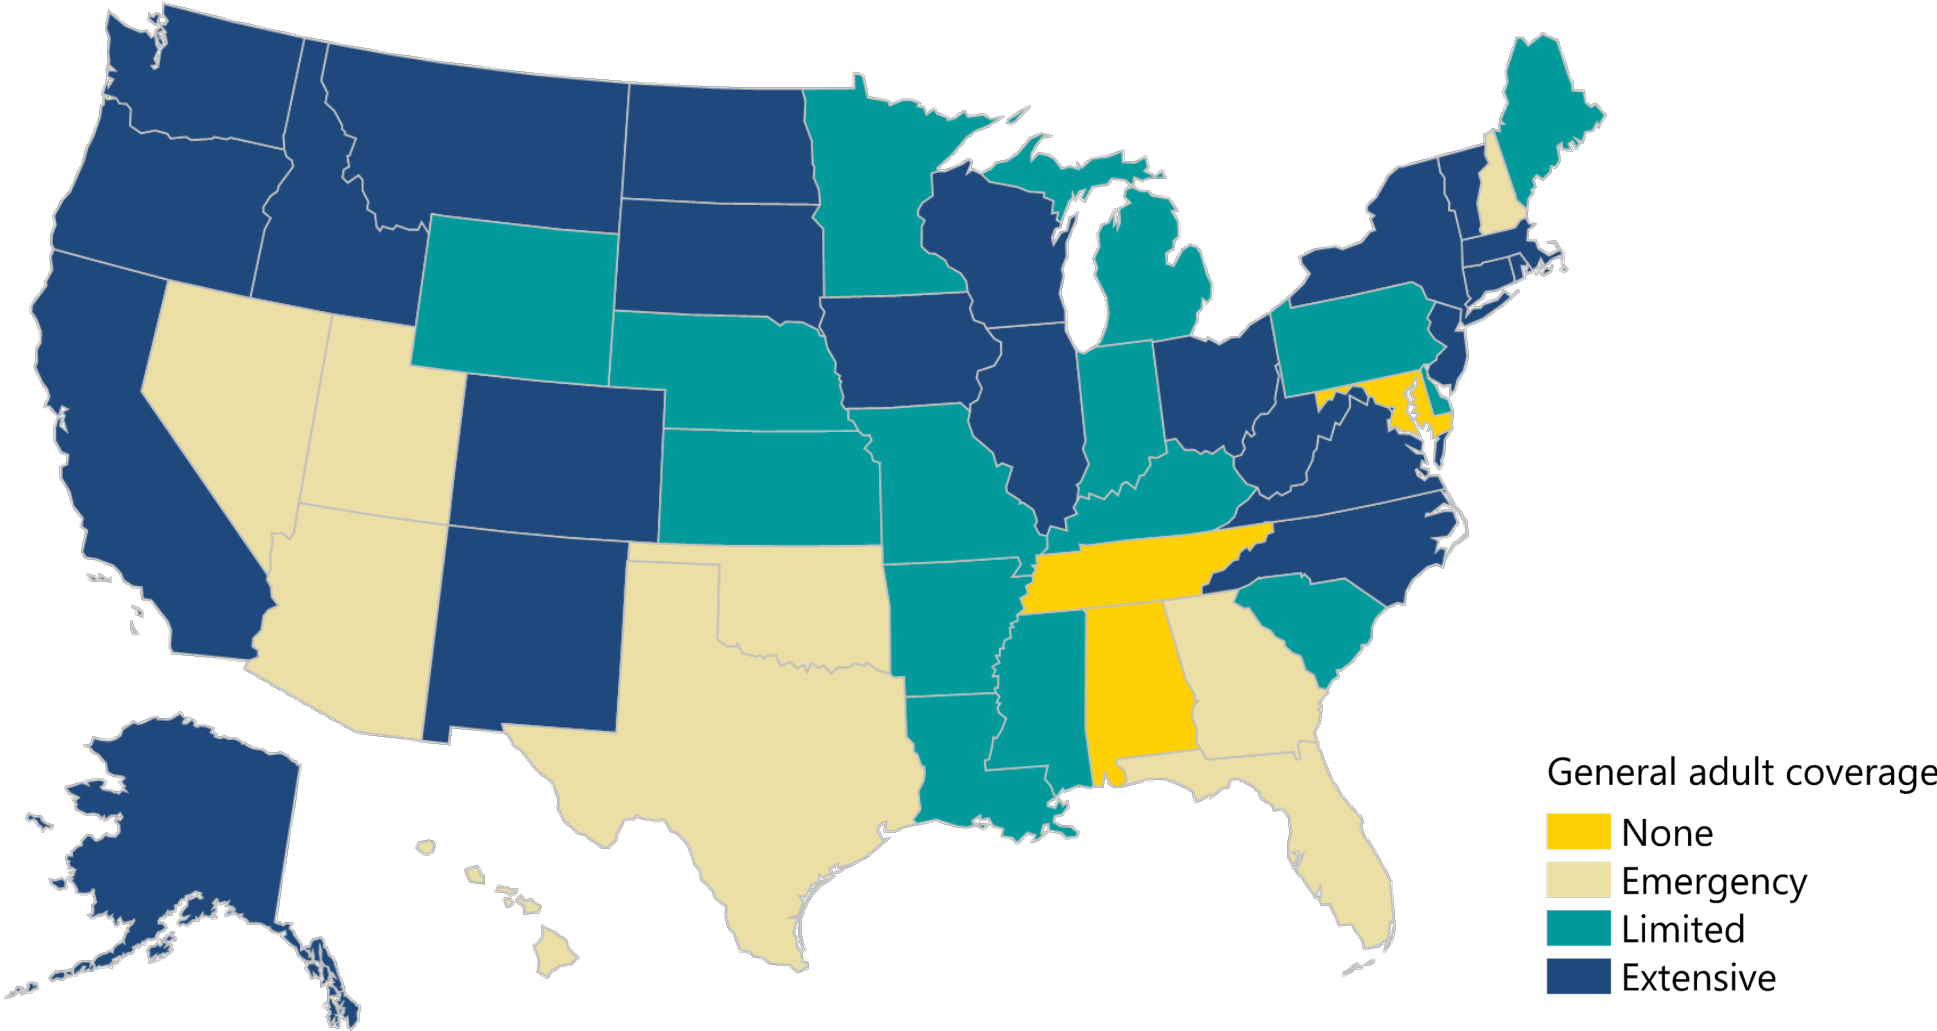 General adult coverage
None
Emergency
Limited
Extensive